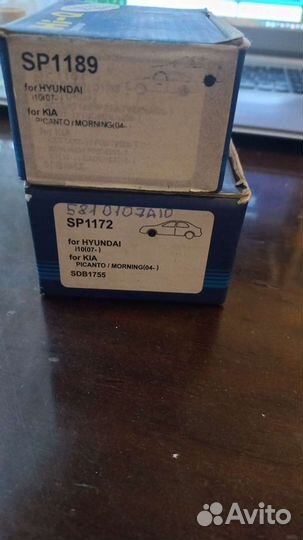 Hi-Q
SP1189
for HYUNDAI
i10(07-
for KIA
PICANTO / MORNING(04-
5810107A10
SP1172
for HYUNDAI
i10(07- )
for KIA
PICANTO / MORNING(04- )
SDB1755
Avito